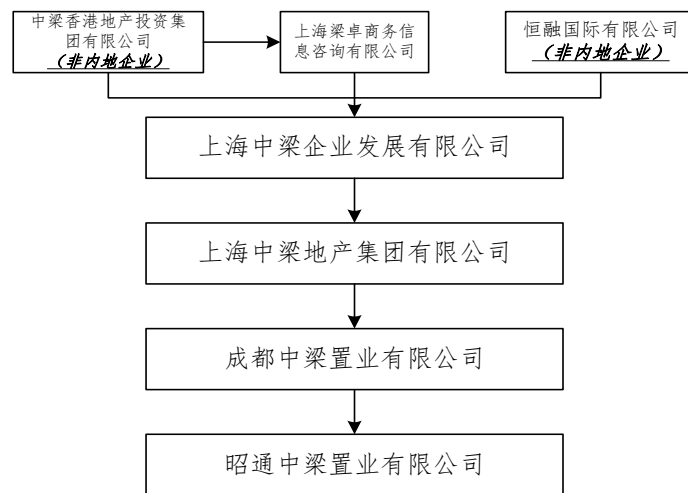 中梁香港地产投资集
团有限公司
（非内地企业）
上海梁卓商务信
息咨询有限公司
恒融国际有限公司
（非内地企业）
上海中梁企业发展有限公司
上海中梁地产集团有限公司
成都中梁置业有限公司
昭通中梁置业有限公司